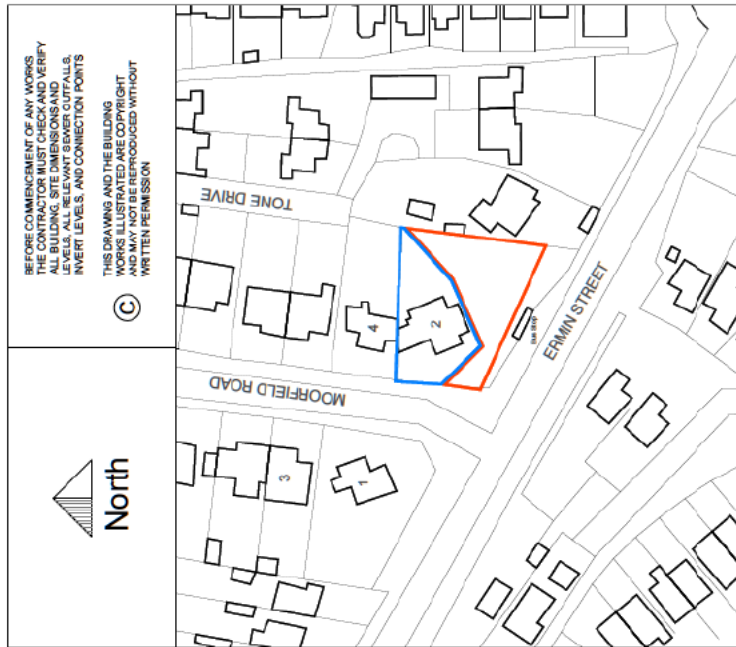 BEFORE COMMENCEMENT OF ANY WORKS
THE CONTRACTOR MUST CHECK AND VERIFY
ALL BUILDING, SITE DIMENSIONS AND
LEVELS, ALL RELEVANT SEWER OUTFALLS,
INVERT LEVELS, AND CONNECTION POINTS
THIS DRAWING AND THE BUILDING
WORKS ILLUSTRATED ARE COPYRIGHT
AND MAY NOT BE REPRODUCED WITHOUT
WRITTEN PERMISSION
©
North
TONE DRIVE
MOORFIELD ROAD
4
2
3
1
Bus Stop
ERMIN STREET